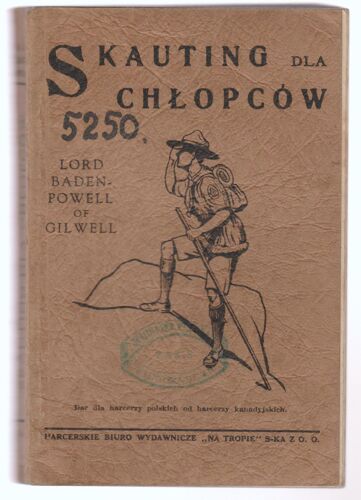 SKAUTING DLA
CHŁOPCÓW
5250.
LORD
BADEN-
POWELL
OF
GILWELL
Dar dla harcerzy polskich od harcerzy kanadyjskich.
HARCERSKIE BIURO WYDAWNICZE „NA TROPIE" S-KA Z O. O.